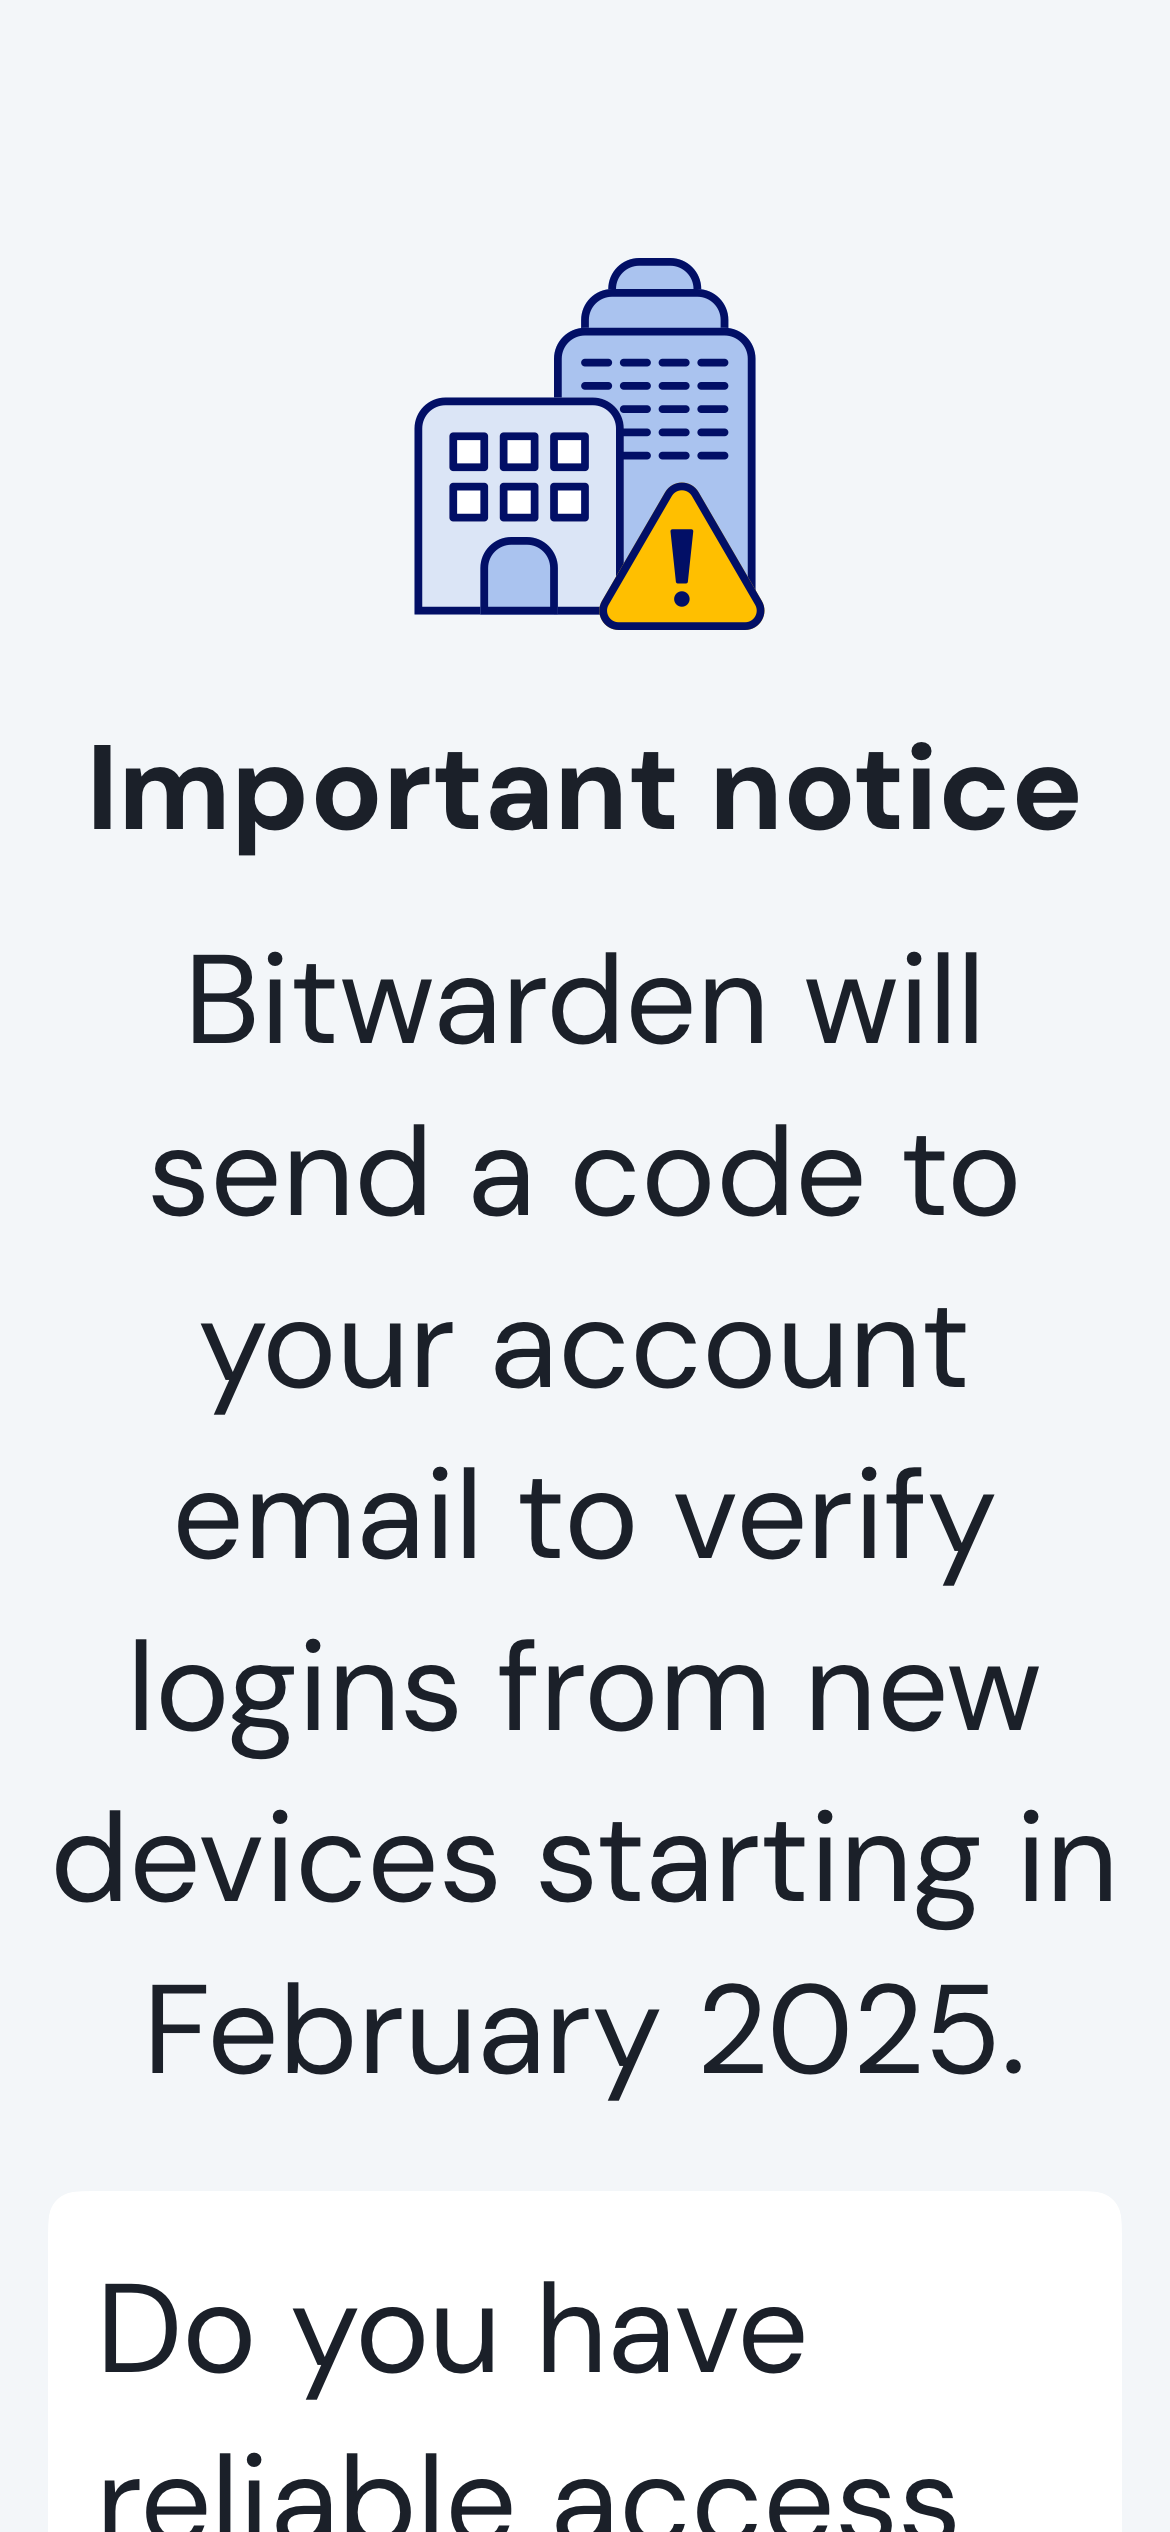 Important notice
Bitwarden will
send a code to
your account
email to verify
logins from new
devices starting in
February 2025.
Do you have
reliable access